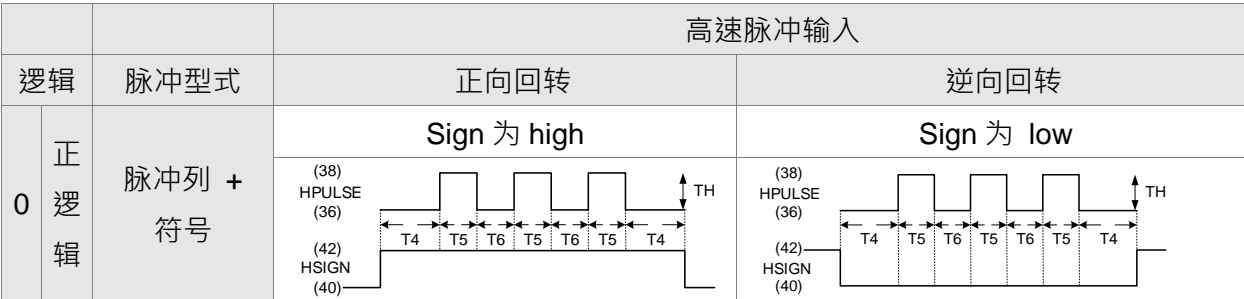 高速脉冲输入
逻辑 脉冲型式 正向回转 逆向回转
0 正逻辑 脉冲列 + 符号
Sign 为 high
(38)
HPULSE
(36)
TH
T4 T5 T6 T5 T6 T5 T4
(42)
HSIGN
(40)
Sign 为 low
(38)
HPULSE
(36)
TH
T4 T5 T6 T5 T6 T5 T4
(42)
HSIGN
(40)